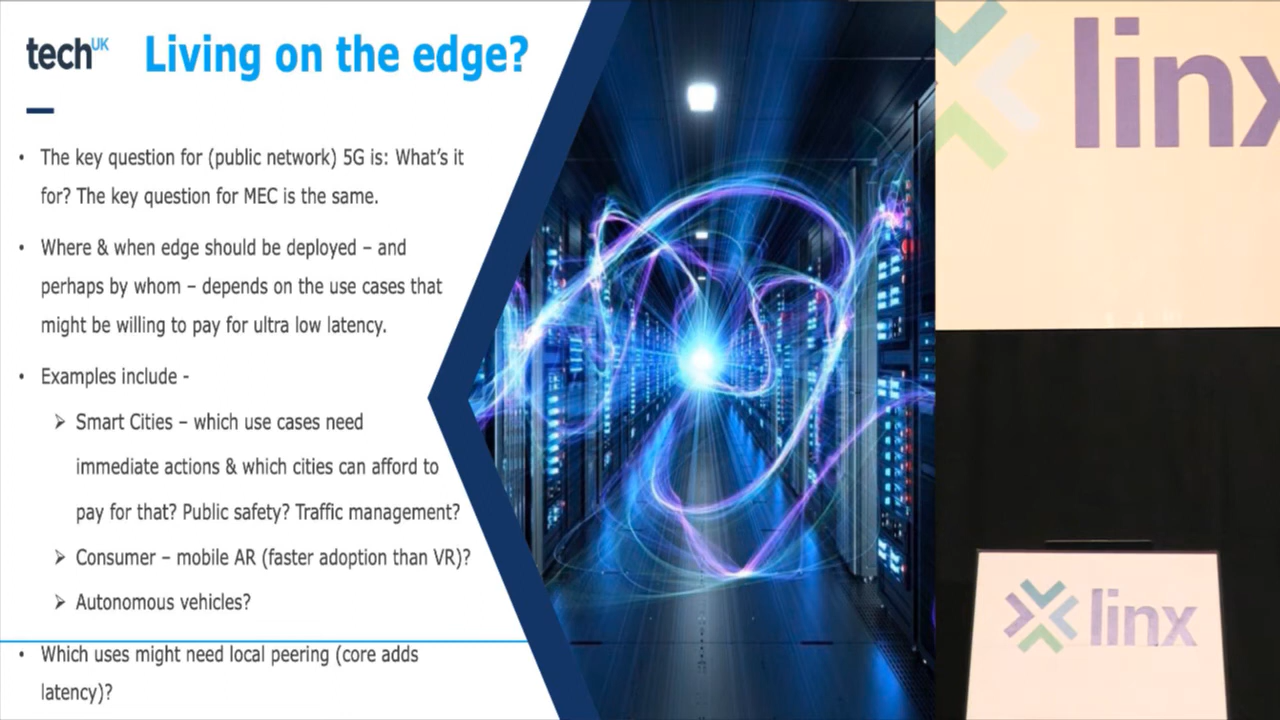 techUK
Living on the edge?
• The key question for (public network) 5G is: What's it
for? The key question for MEC is the same.
• Where & when edge should be deployed – and
perhaps by whom – depends on the use cases that
might be willing to pay for ultra low latency.
• Examples include -
➢ Smart Cities – which use cases need
immediate actions & which cities can afford to
pay for that? Public safety? Traffic management?
➢ Consumer – mobile AR (faster adoption than VR)?
➢ Autonomous vehicles?
• Which uses might need local peering (core adds
latency)?
linx
linx